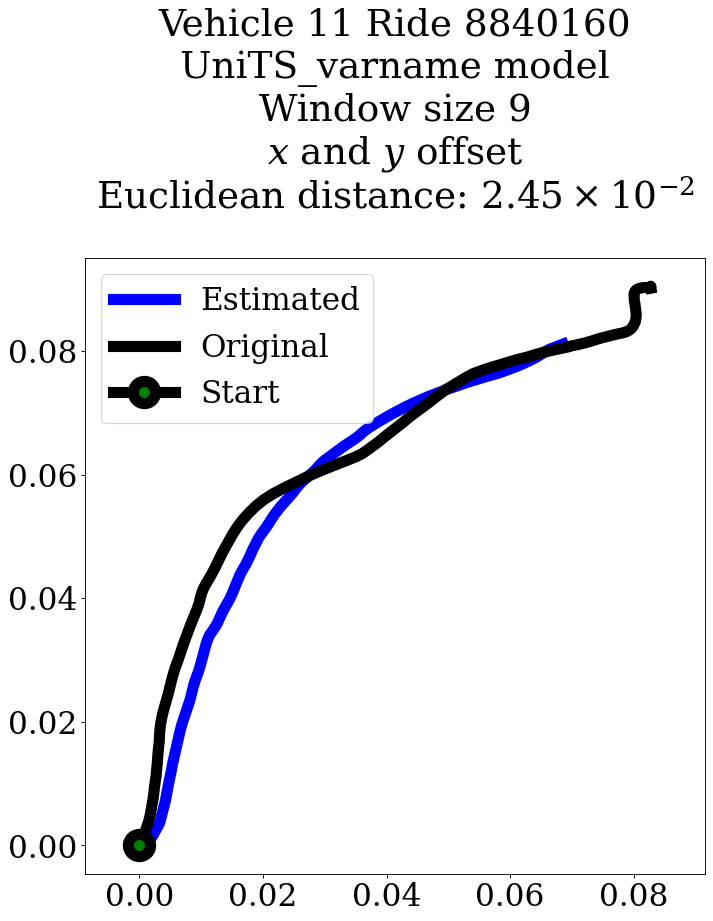 Vehicle 11 Ride 8840160
UniTS_varname model
Window size 9
x and y offset
Euclidean distance: 2.45 × 10⁻²
Estimated
Original
Start
0.08
0.06
0.04
0.02
0.00
0.00 0.02 0.04 0.06 0.08